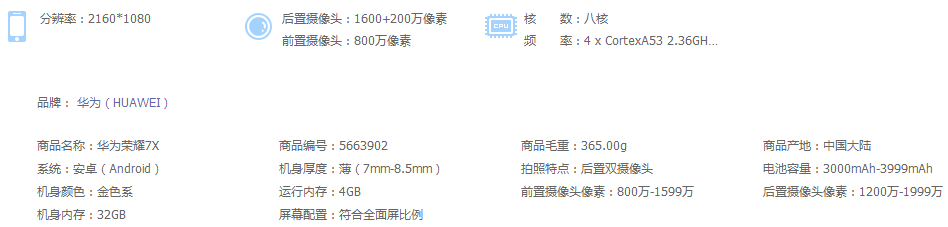 分辨率：2160*1080
后置摄像头：1600+200万像素
前置摄像头：800万像素
CPU
核 数：八核
频 率：4 x CortexA53 2.36GH...
品牌： 华为（HUAWEI）
商品名称：华为荣耀7X 商品编号：5663902 商品毛重：365.00g 商品产地：中国大陆
系统：安卓（Android） 机身厚度：薄（7mm-8.5mm） 拍照特点：后置双摄像头 电池容量：3000mAh-3999mAh
机身颜色：金色系 运行内存：4GB 前置摄像头像素：800万-1599万 后置摄像头像素：1200万-1999万
机身内存：32GB 屏幕配置：符合全面屏比例